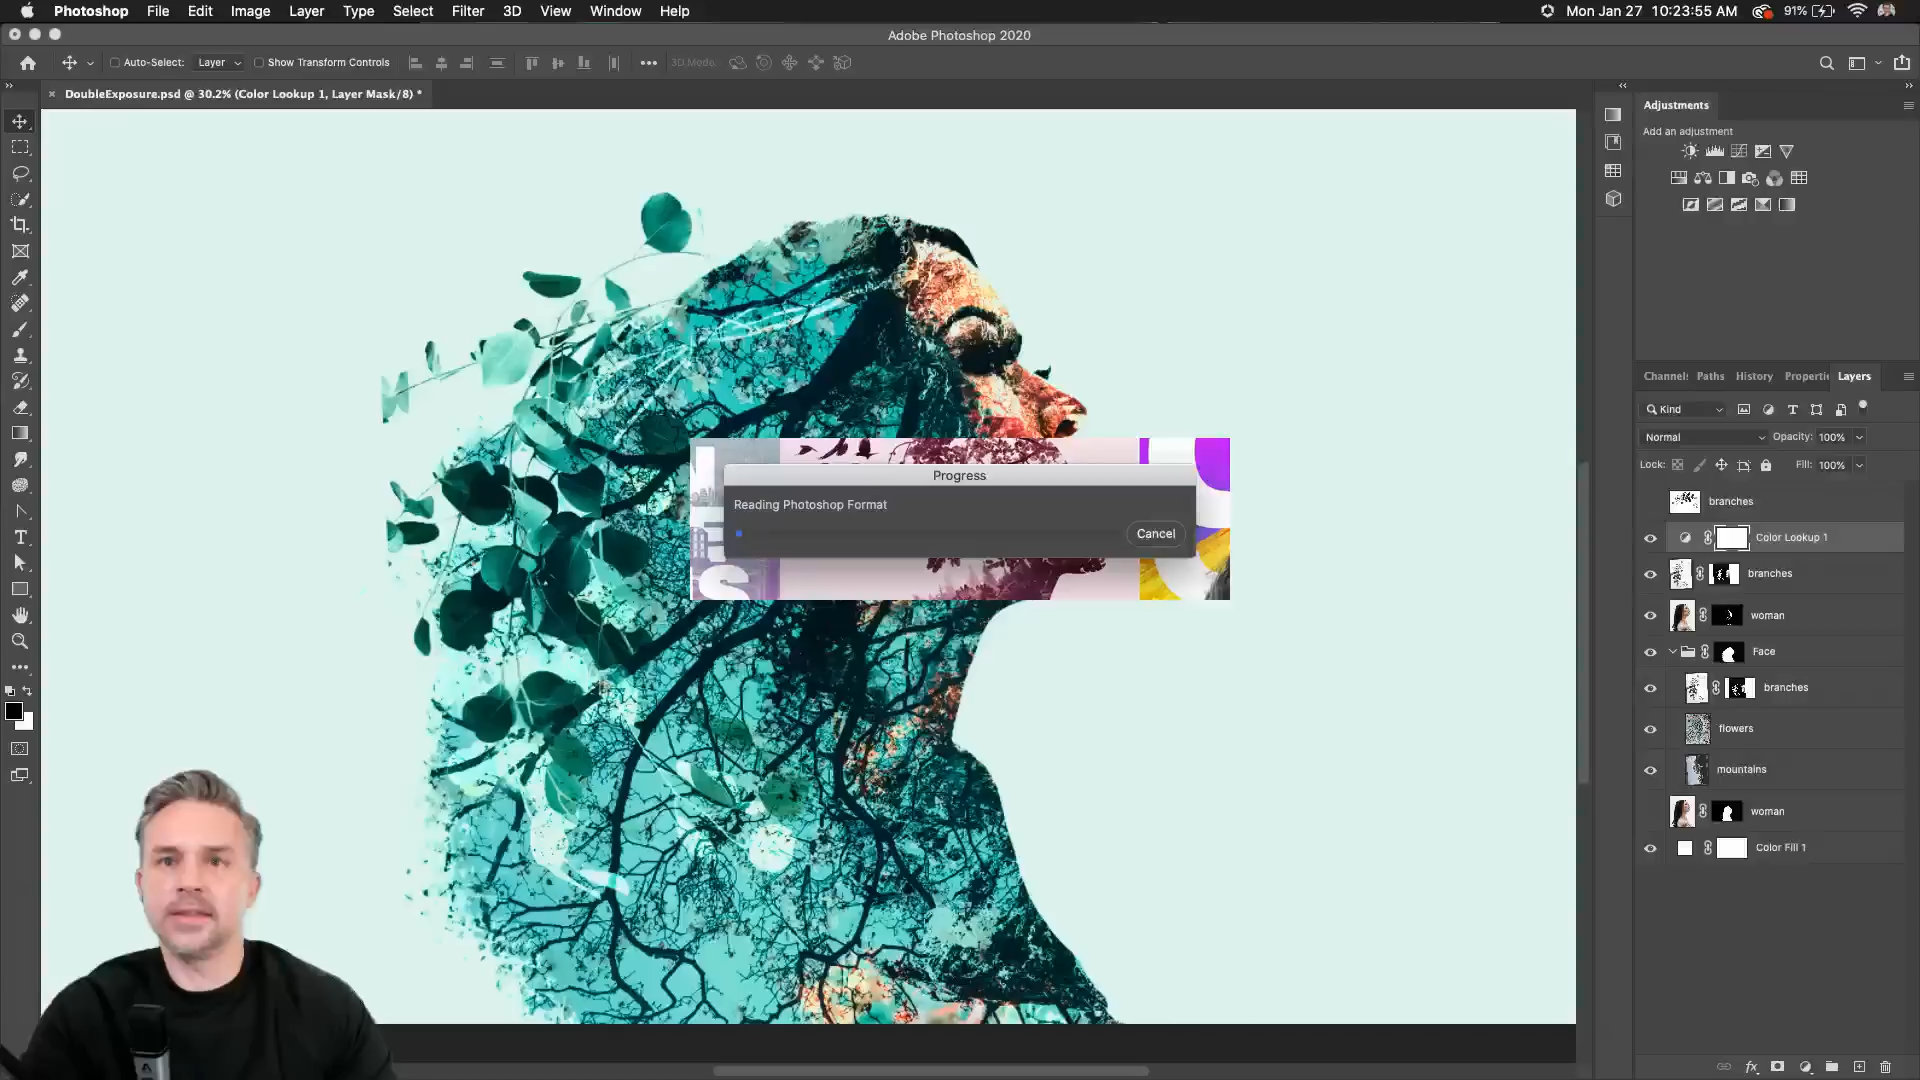 Photoshop File Edit Image Layer Type Select Filter 3D View Window Help Mon Jan 27 10:23:55 AM 91%
Adobe Photoshop 2020
Auto-Select: Layer Show Transform Controls 3D Mode:
DoubleExposure.psd @ 30.2% (Color Lookup 1, Layer Mask/8) *
Adjustments
Add an adjustment
Channel: Paths History Properti Layers
Kind
Normal Opacity: 100%
Lock: Fill: 100%
branches
Color Lookup 1
branches
woman
Face
branches
flowers
mountains
woman
Color Fill 1
Progress
Reading Photoshop Format
Cancel